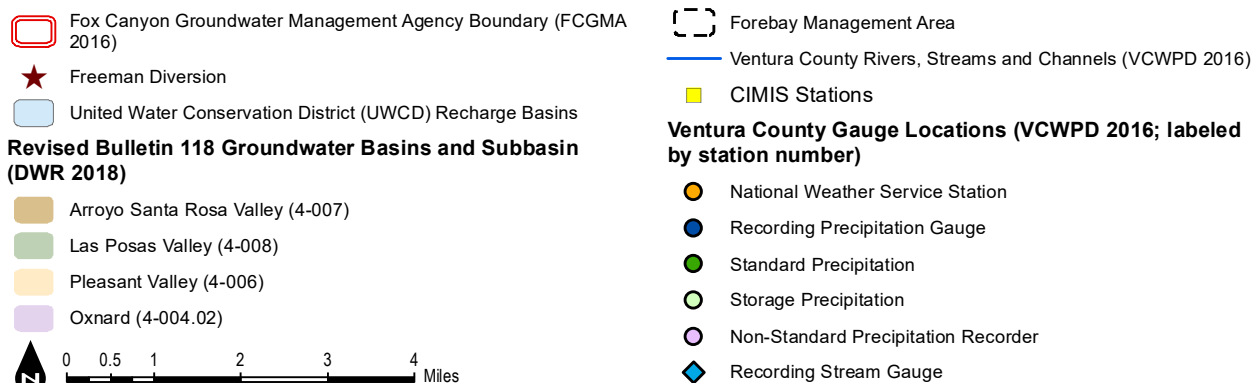 Fox Canyon Groundwater Management Agency Boundary (FCGMA
2016)
Freeman Diversion
United Water Conservation District (UWCD) Recharge Basins
Revised Bulletin 118 Groundwater Basins and Subbasin
(DWR 2018)
Arroyo Santa Rosa Valley (4-007)
Las Posas Valley (4-008)
Pleasant Valley (4-006)
Oxnard (4-004.02)
N
0 0.5 1 2 3 4
Miles
Forebay Management Area
Ventura County Rivers, Streams and Channels (VCWPD 2016)
CIMIS Stations
Ventura County Gauge Locations (VCWPD 2016; labeled
by station number)
National Weather Service Station
Recording Precipitation Gauge
Standard Precipitation
Storage Precipitation
Non-Standard Precipitation Recorder
Recording Stream Gauge